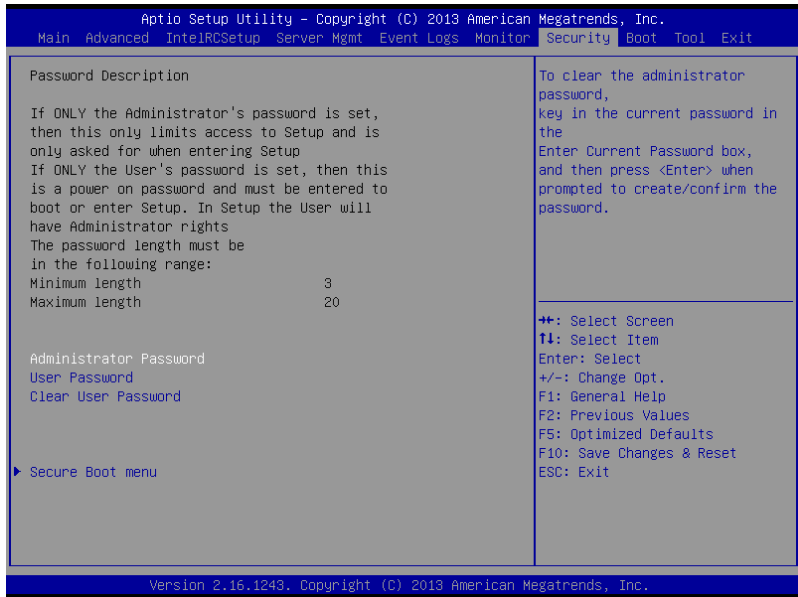 Aptio Setup Utility – Copyright (C) 2013 American Megatrends, Inc.
Main Advanced IntelRCSetup Server Mgmt Event Logs Monitor Security Boot Tool Exit
Password Description
If ONLY the Administrator's password is set,
then this only limits access to Setup and is
only asked for when entering Setup
If ONLY the User's password is set, then this
is a power on password and must be entered to
boot or enter Setup. In Setup the User will
have Administrator rights
The password length must be
in the following range:
Minimum length 3
Maximum length 20
Administrator Password
User Password
Clear User Password
Secure Boot menu
To clear the administrator
password,
key in the current password in
the
Enter Current Password box,
and then press <Enter> when
prompted to create/confirm the
password.
→←: Select Screen
↑↓: Select Item
Enter: Select
+/-: Change Opt.
F1: General Help
F2: Previous Values
F5: Optimized Defaults
F10: Save Changes & Reset
ESC: Exit
Version 2.16.1243. Copyright (C) 2013 American Megatrends, Inc.